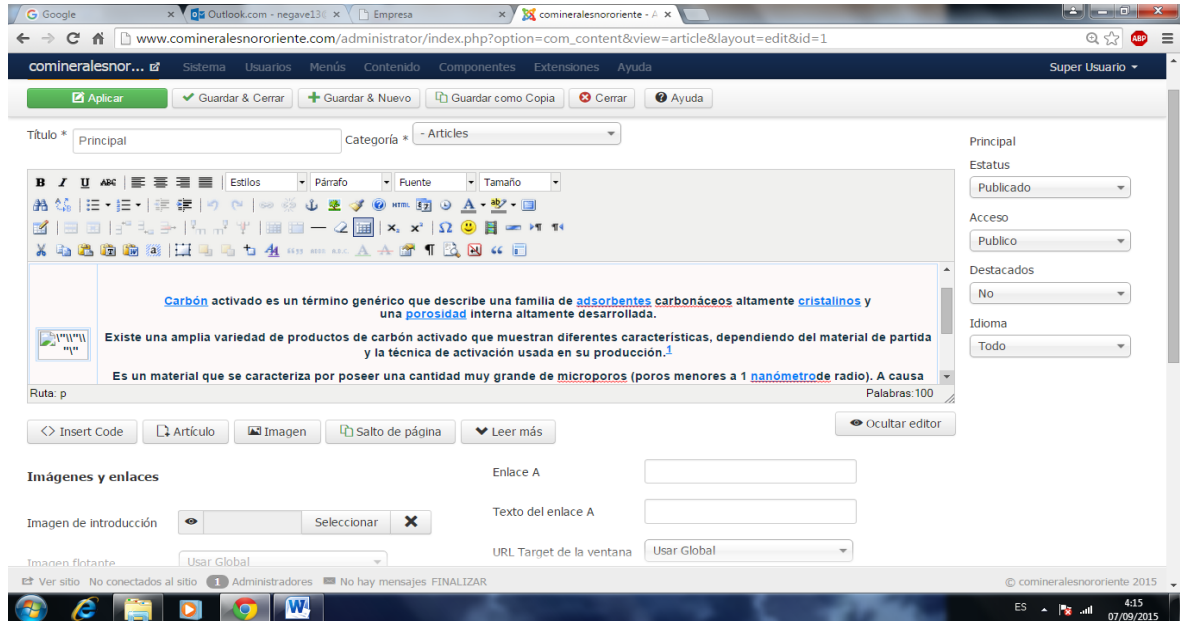 Google
Outlook.com - negave13(
Empresa
comineralesnororiente - A
www.comineralesnororiente.com/administrator/index.php?option=com_content&view=article&layout=edit&id=1
ABP
comineralesnor... Sistema Usuarios Menús Contenido Componentes Extensiones Ayuda Super Usuario
Aplicar Guardar & Cerrar Guardar & Nuevo Guardar como Copia Cerrar Ayuda
Título * Principal Categoría * - Articles
Principal
Estatus
Publicado
Acceso
Publico
Destacados
No
Idioma
Todo
B I U ABC Estilos Párrafo Fuente Tamaño
HTML
Carbón activado es un término genérico que describe una familia de adsorbentes carbonáceos altamente cristalinos y
una porosidad interna altamente desarrollada.
Existe una amplia variedad de productos de carbón activado que muestran diferentes características, dependiendo del material de partida
y la técnica de activación usada en su producción.1
Es un material que se caracteriza por poseer una cantidad muy grande de microporos (poros menores a 1 nanómetrode radio). A causa
Ruta: p Palabras:100
Insert Code Artículo Imagen Salto de página Leer más Ocultar editor
Imágenes y enlaces
Imagen de introducción Seleccionar
Imagen flotante Usar Global
Enlace A
Texto del enlace A
URL Target de la ventana Usar Global
Ver sitio No conectados al sitio 1 Administradores No hay mensajes FINALIZAR © comineralesnororiente 2015
ES 4:15
07/09/2015